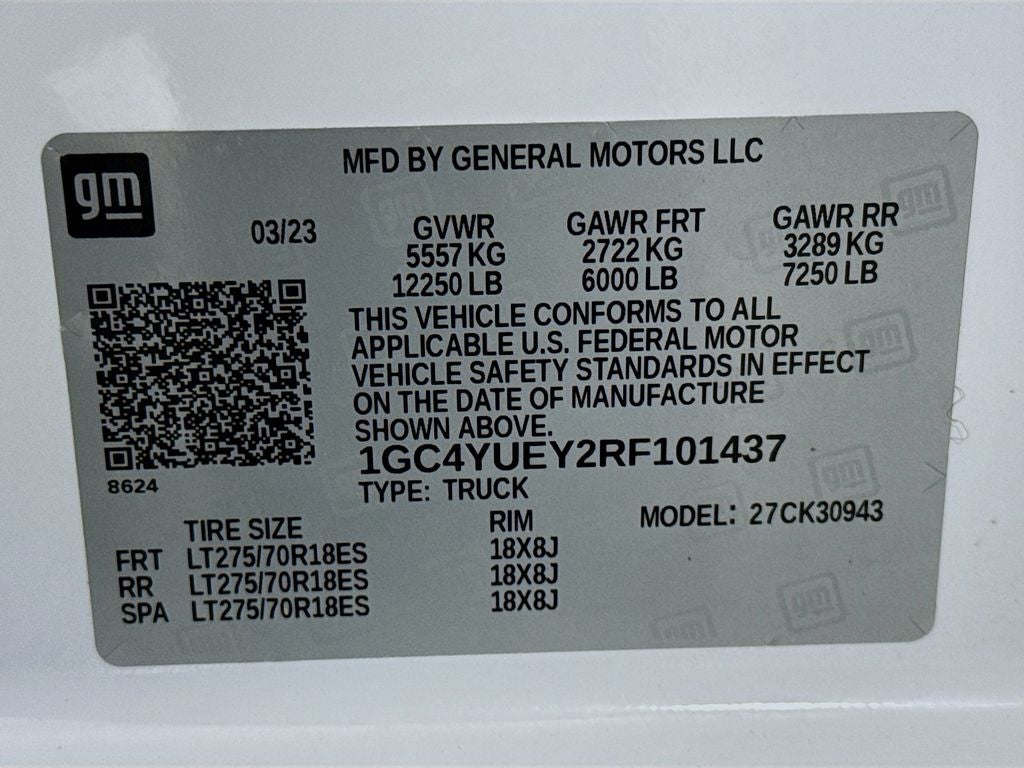 gm
MFD BY GENERAL MOTORS LLC
03/23 GVWR GAWR FRT GAWR RR
5557 KG 2722 KG 3289 KG
12250 LB 6000 LB 7250 LB
THIS VEHICLE CONFORMS TO ALL
APPLICABLE U.S. FEDERAL MOTOR
VEHICLE SAFETY STANDARDS IN EFFECT
ON THE DATE OF MANUFACTURE
SHOWN ABOVE.
1GC4YUEY2RF101437
8624
TYPE: TRUCK
TIRE SIZE RIM MODEL: 27CK30943
FRT LT275/70R18ES 18X8J
RR LT275/70R18ES 18X8J
SPA LT275/70R18ES 18X8J